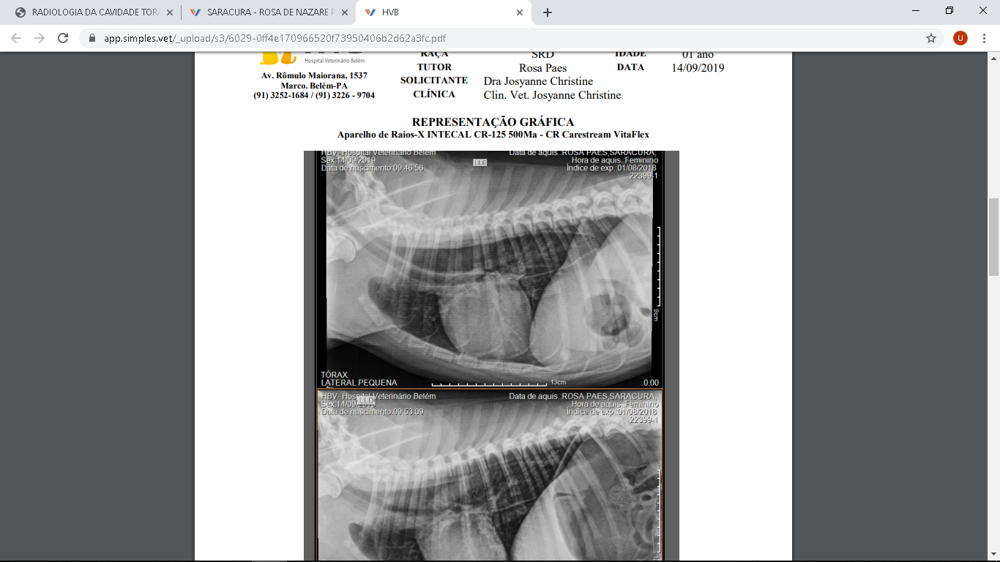 RADIOLOGIA DA CAVIDADE TORÁ
SARACURA - ROSA DE NAZARE P
HVB
app.simples.vet/_upload/s3/6029-0ff4e170966520f73950406b2d62a3fc.pdf
U
Hospital Veterinário Belém
Av. Rômulo Maiorana, 1537
Marco. Belém-PA
(91) 3252-1684 / (91) 3226 - 9704
RAÇA SRD IDADE 01 ano
TUTOR Rosa Paes DATA 14/09/2019
SOLICITANTE Dra Josyanne Christine
CLÍNICA Clin. Vet. Josyanne Christine
REPRESENTAÇÃO GRÁFICA
Aparelho de Raios-X INTECAL CR-125 500Ma - CR Carestream VitaFlex
HBV- Hospital Veterinário Belém Data de aquis.:ROSA PAES,SARACURA,
Sex:14/09/2019 Hora de aquis.:Feminino
Data de nascimento:09:46:56 Índice de exp.:01/08/2018
22399-1
LLE
9cm
TÓRAX
LATERAL PEQUENA 13cm 0.00
HBV- Hospital Veterinário Belém Data de aquis.:ROSA PAES,SARACURA,
Sex:14/09/2019 LLD Hora de aquis.:Feminino
Data de nascimento:09:53:09 Índice de exp.:01/08/2018
22399-1